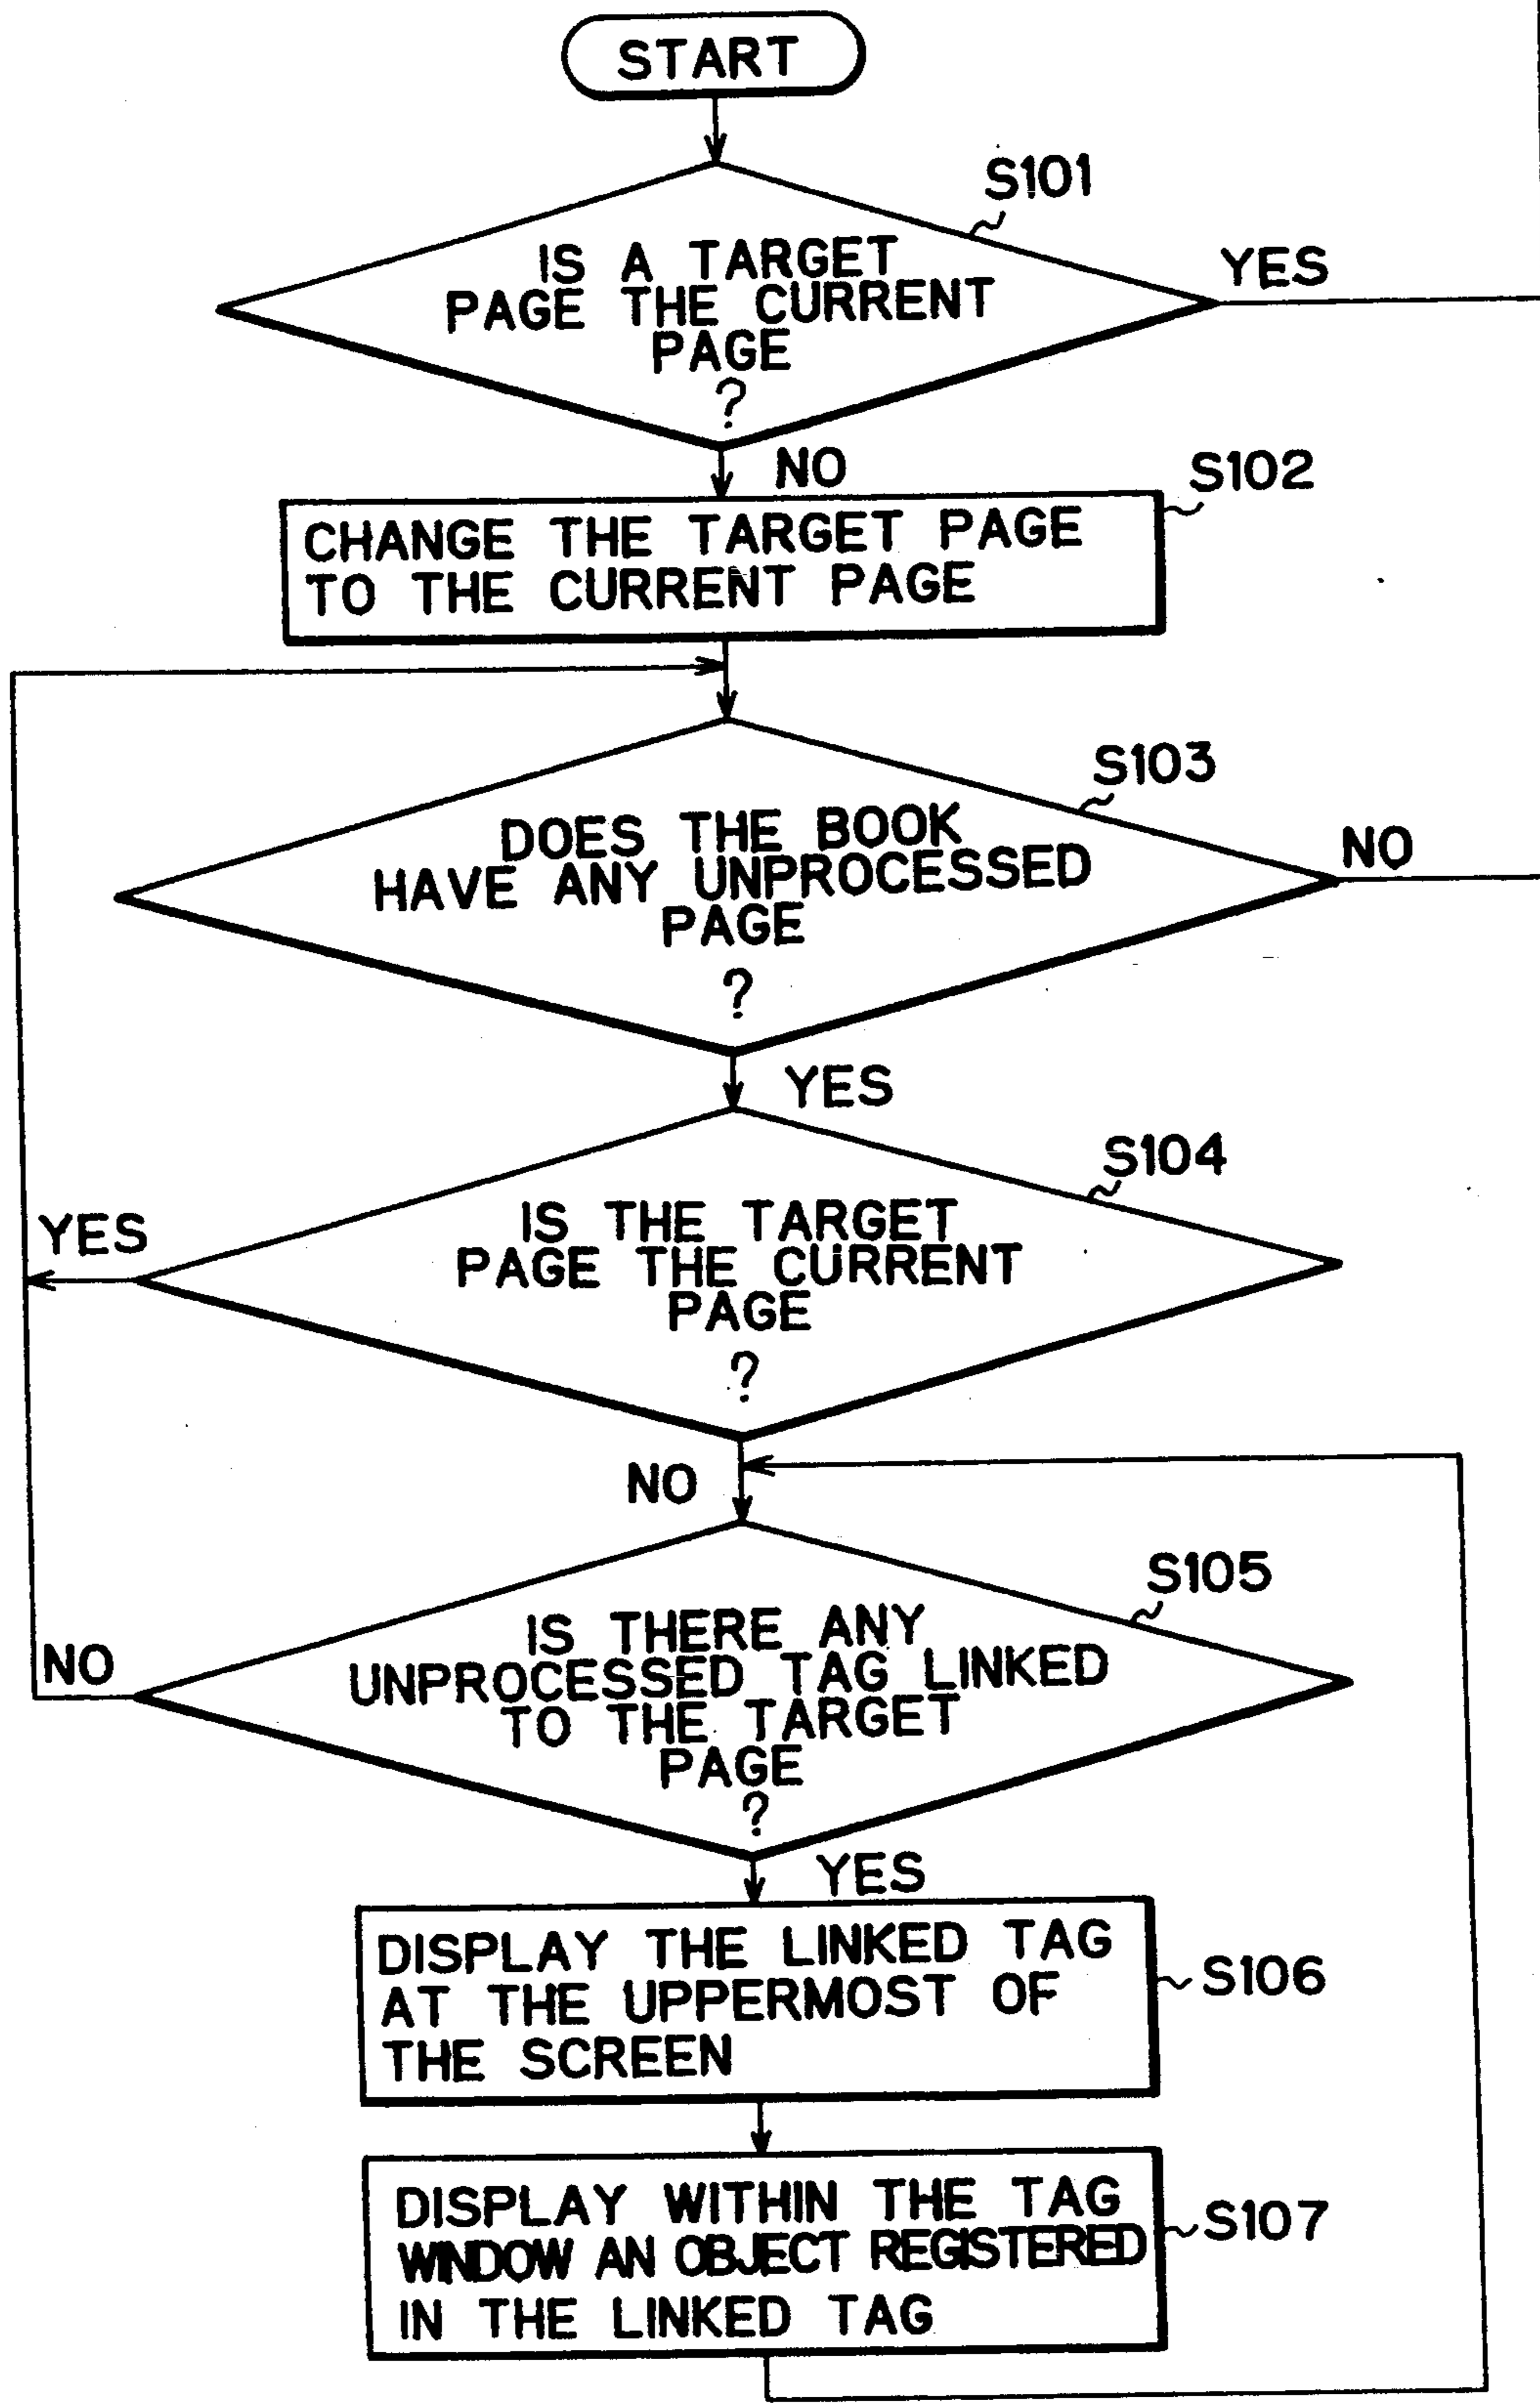 START
S101
IS A TARGET
PAGE THE CURRENT
PAGE
?
YES
NO
S102
CHANGE THE TARGET PAGE
TO THE CURRENT PAGE
S103
DOES THE BOOK
HAVE ANY UNPROCESSED
PAGE
?
NO
YES
S104
IS THE TARGET
PAGE THE CURRENT
PAGE
?
YES
NO
S105
IS THERE ANY
UNPROCESSED TAG LINKED
TO THE TARGET
PAGE
?
NO
YES
DISPLAY THE LINKED TAG
AT THE UPPERMOST OF
THE SCREEN
S106
DISPLAY WITHIN THE TAG
WINDOW AN OBJECT REGISTERED
IN THE LINKED TAG
S107